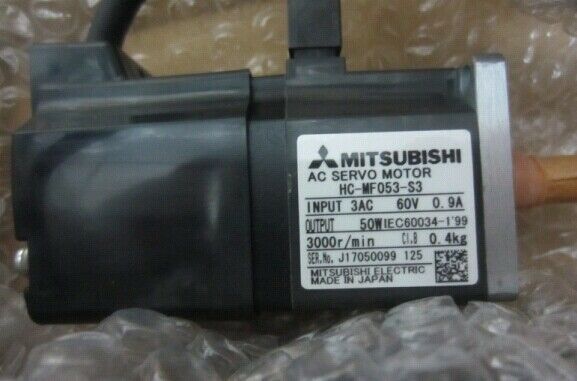 MITSUBISHI
AC SERVO MOTOR
HC-MF053-S3
INPUT 3AC 60V 0.9A
OUTPUT 50W IEC60034-1'99
3000r/min Cl.B 0.4kg
SER.No. J17050099 125
MITSUBISHI ELECTRIC
MADE IN JAPAN